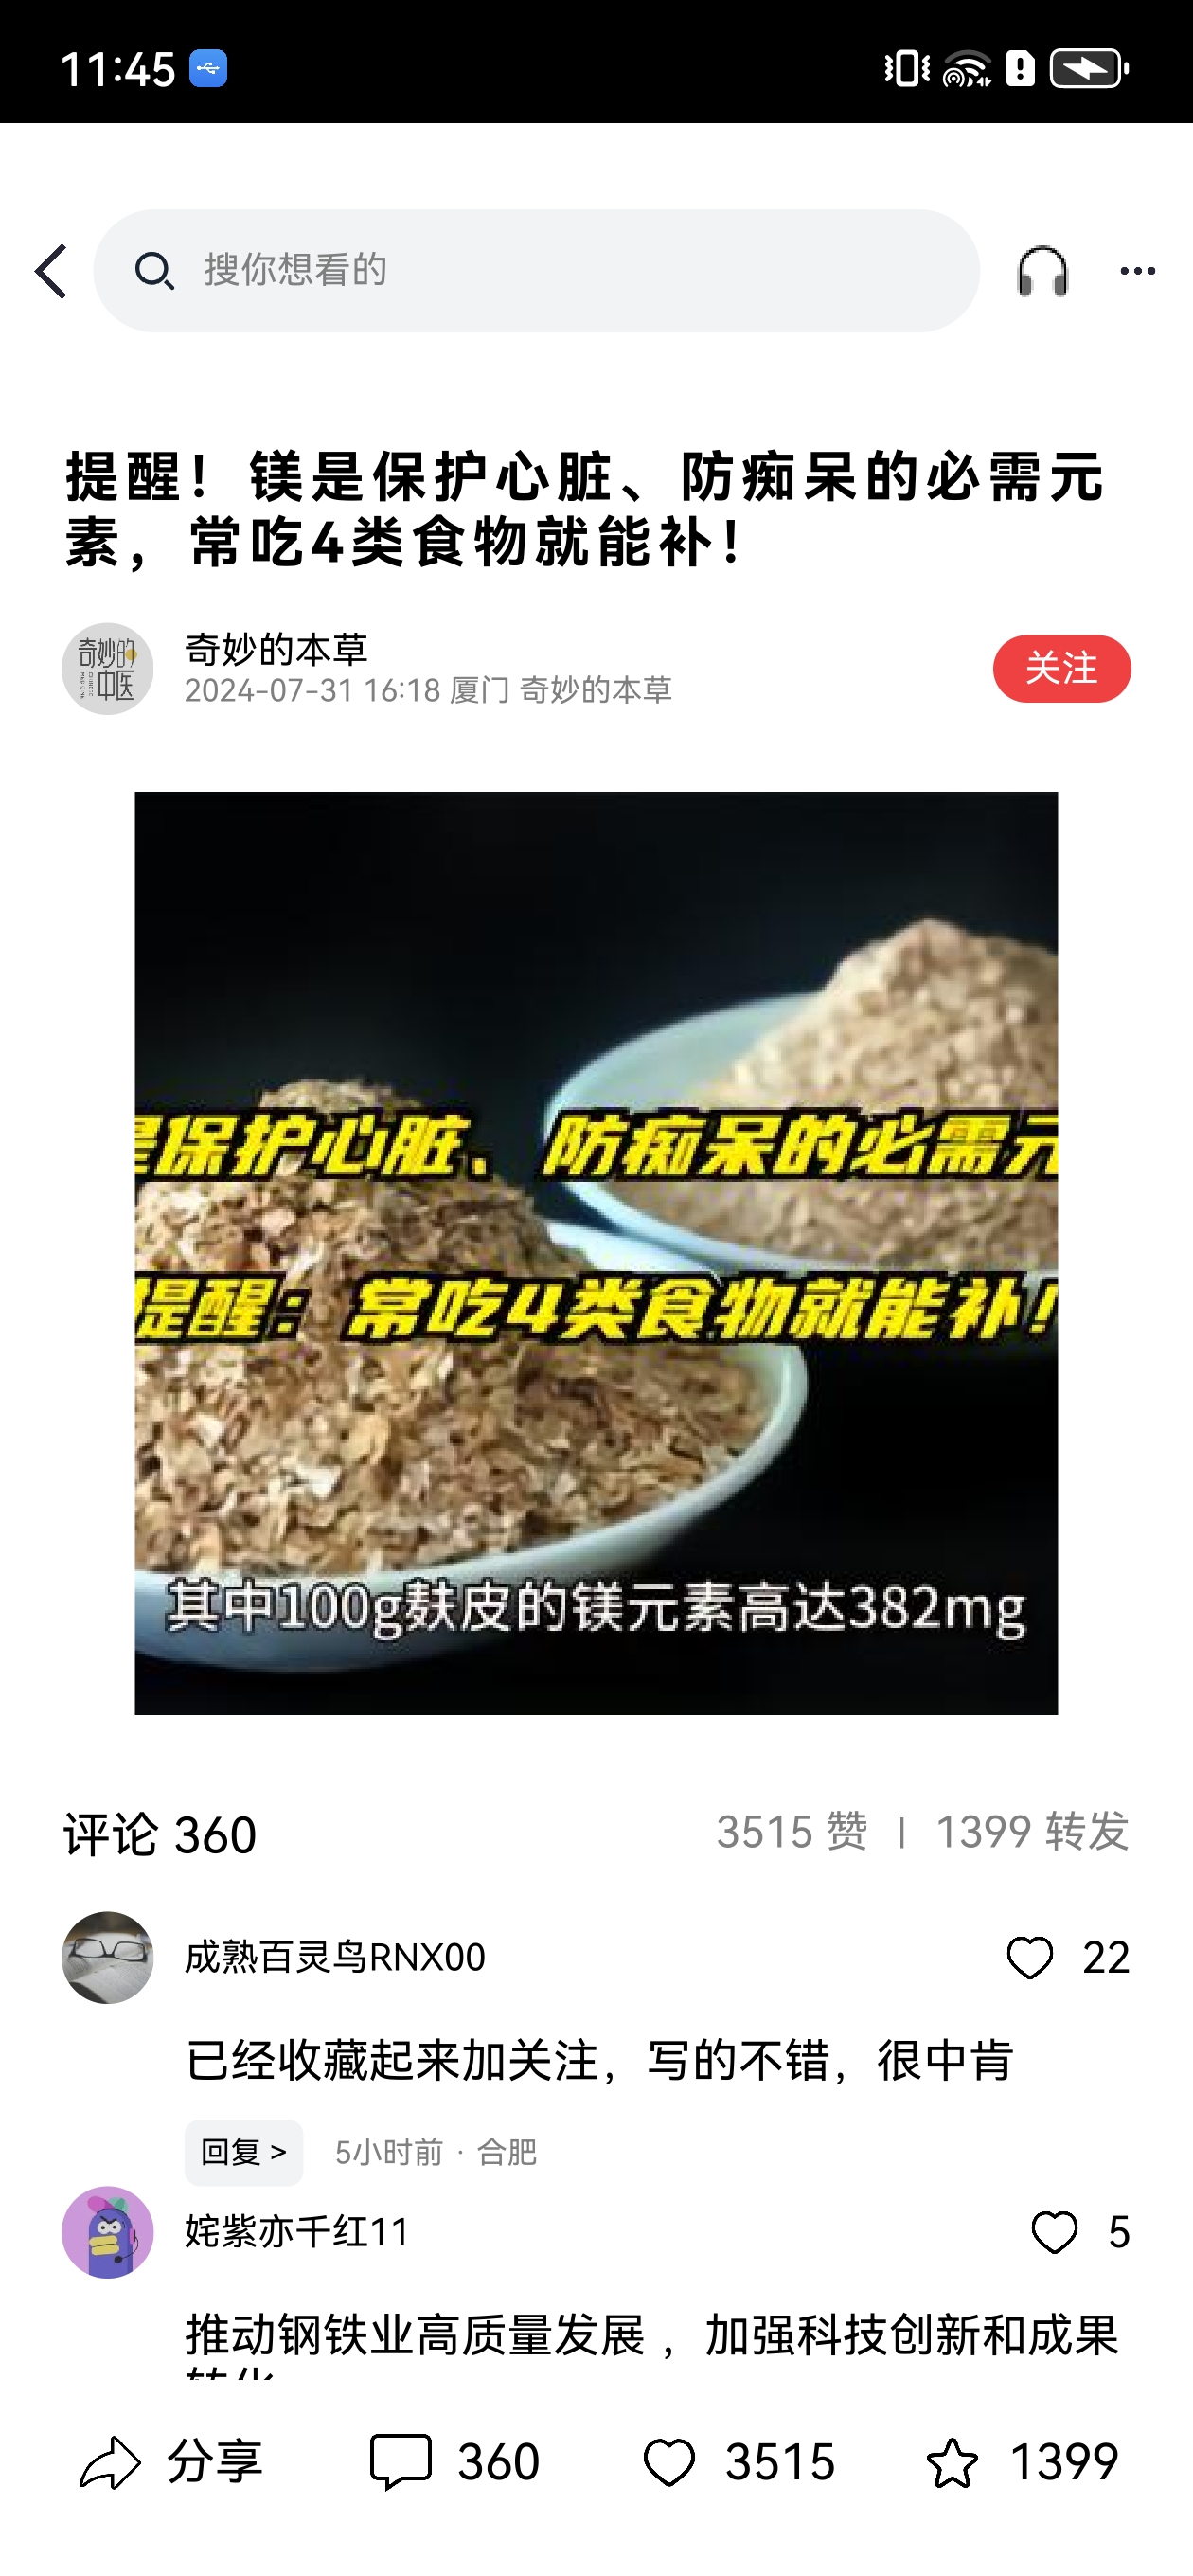 11:45
搜你想看的
提醒！镁是保护心脏、防痴呆的必需元
素，常吃4类食物就能补！
奇妙的
中医
奇妙的本草
2024-07-31 16:18 厦门 奇妙的本草
关注
是保护心脏、防痴呆的必需元
提醒：常吃4类食物就能补！
其中100g麸皮的镁元素高达382mg
评论 360
3515 赞 | 1399 转发
成熟百灵鸟RNX00
22
已经收藏起来加关注，写的不错，很中肯
回复 >
5小时前 · 合肥
姹紫亦千红11
5
推动钢铁业高质量发展 ，加强科技创新和成果
分享
360
3515
1399